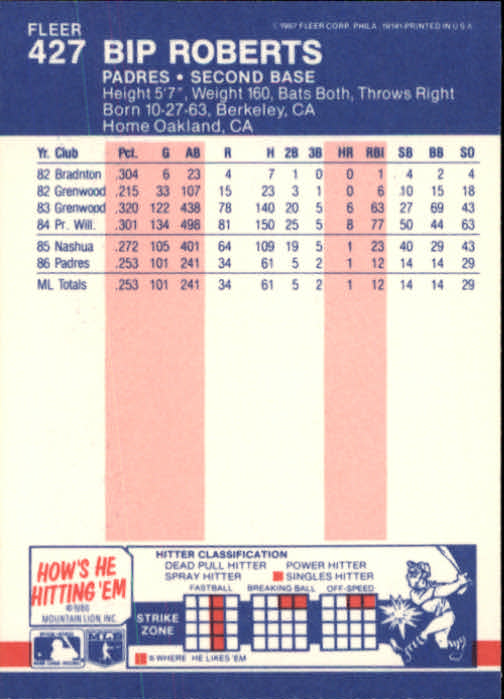 FLEER
427 BIP ROBERTS
© 1987 FLEER CORP. PHILA. 19141-PRINTED IN U S A
PADRES • SECOND BASE
Height 5'7", Weight 160, Bats Both, Throws Right
Born 10-27-63, Berkeley, CA
Home Oakland, CA
Yr. Club Pct. G AB R H 2B 3B HR RBI SB BB SO
82 Bradnton .304 6 23 4 7 1 0 0 1 4 2 4
82 Grenwood .215 33 107 15 23 3 1 0 6 10 15 18
83 Grenwood .320 122 438 78 140 20 5 6 63 27 69 43
84 Pr. Will. .301 134 498 81 150 25 5 8 77 50 44 63
85 Nashua .272 105 401 64 109 19 5 1 23 40 29 43
86 Padres .253 101 241 34 61 5 2 1 12 14 14 29
ML Totals .253 101 241 34 61 5 2 1 12 14 14 29
HOW'S HE
HITTING 'EM
©1986
MOUNTAIN LION, INC.
HITTER CLASSIFICATION
DEAD PULL HITTER POWER HITTER
SPRAY HITTER SINGLES HITTER
FASTBALL BREAKING BALL OFF-SPEED
STRIKE
ZONE
IS WHERE HE LIKES 'EM